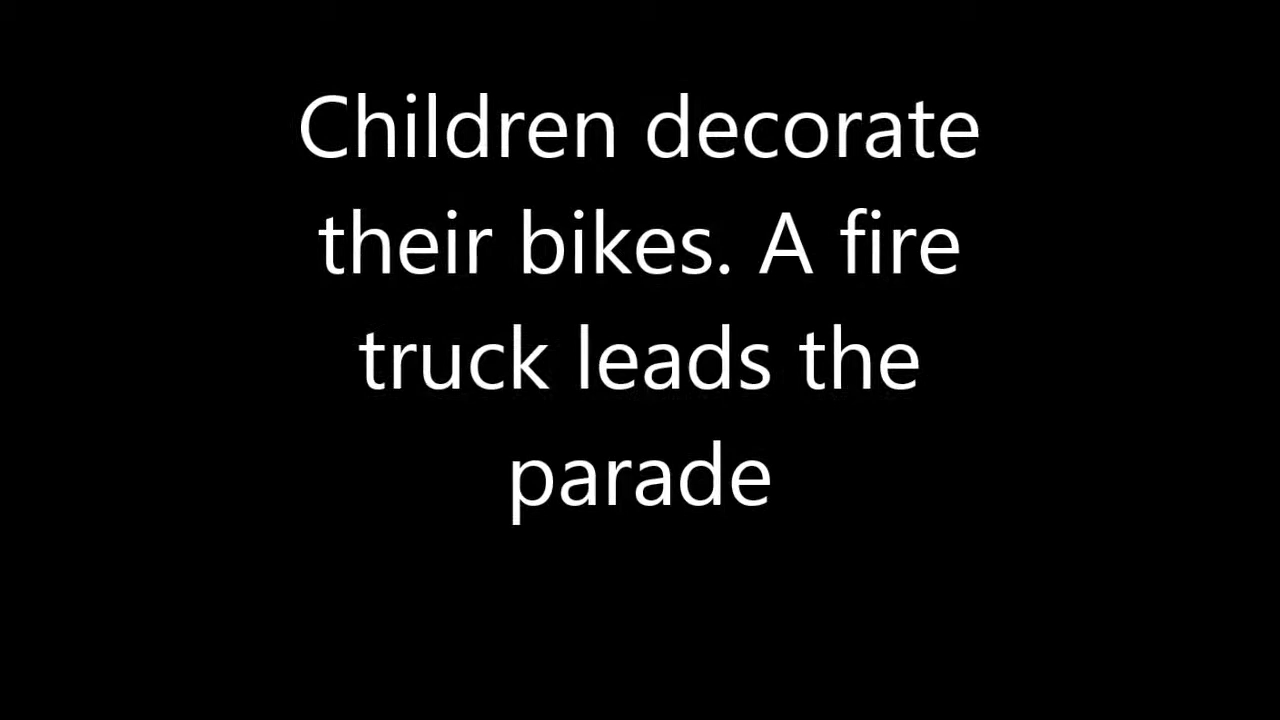 Children decorate
their bikes. A fire
truck leads the
parade